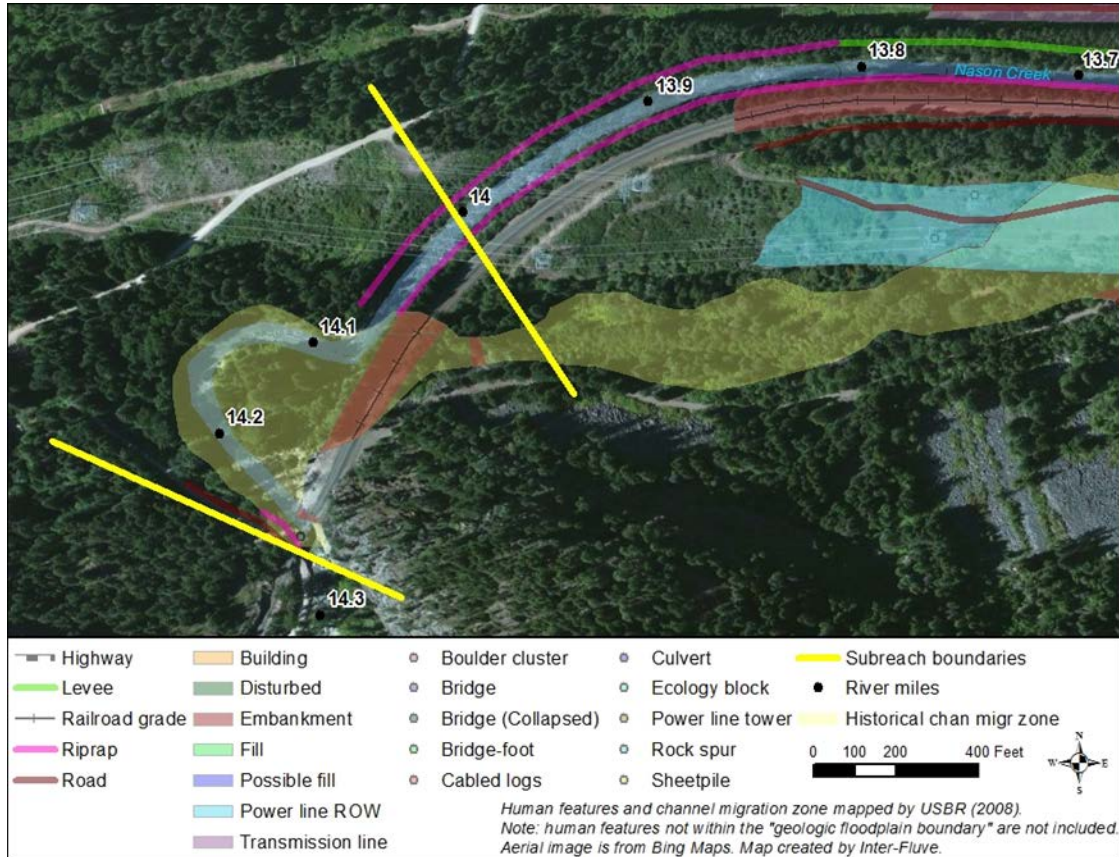 13.8
13.7
Nason Creek
13.9
14
14.1
14.2
14.3
Highway
Levee
Railroad grade
Riprap
Road
Building
Disturbed
Embankment
Fill
Possible fill
Power line ROW
Transmission line
Boulder cluster
Bridge
Bridge (Collapsed)
Bridge-foot
Cabled logs
Culvert
Ecology block
Power line tower
Rock spur
Sheetpile
Subreach boundaries
River miles
Historical chan migr zone
0 100 200 400 Feet
N
W E
S
Human features and channel migration zone mapped by USBR (2008).
Note: human features not within the "geologic floodplain boundary" are not included.
Aerial image is from Bing Maps. Map created by Inter-Fluve.